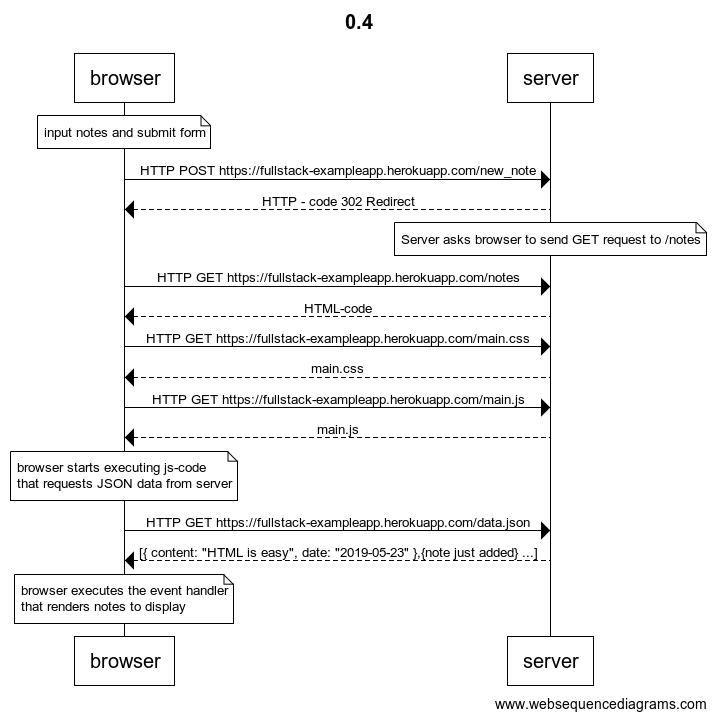 0.4
browser
server
input notes and submit form
HTTP POST https://fullstack-exampleapp.herokuapp.com/new_note
HTTP - code 302 Redirect
Server asks browser to send GET request to /notes
HTTP GET https://fullstack-exampleapp.herokuapp.com/notes
HTML-code
HTTP GET https://fullstack-exampleapp.herokuapp.com/main.css
main.css
HTTP GET https://fullstack-exampleapp.herokuapp.com/main.js
main.js
browser starts executing js-code
that requests JSON data from server
HTTP GET https://fullstack-exampleapp.herokuapp.com/data.json
[{ content: "HTML is easy", date: "2019-05-23" },{note just added} ...]
browser executes the event handler
that renders notes to display
browser
server
www.websequencediagrams.com